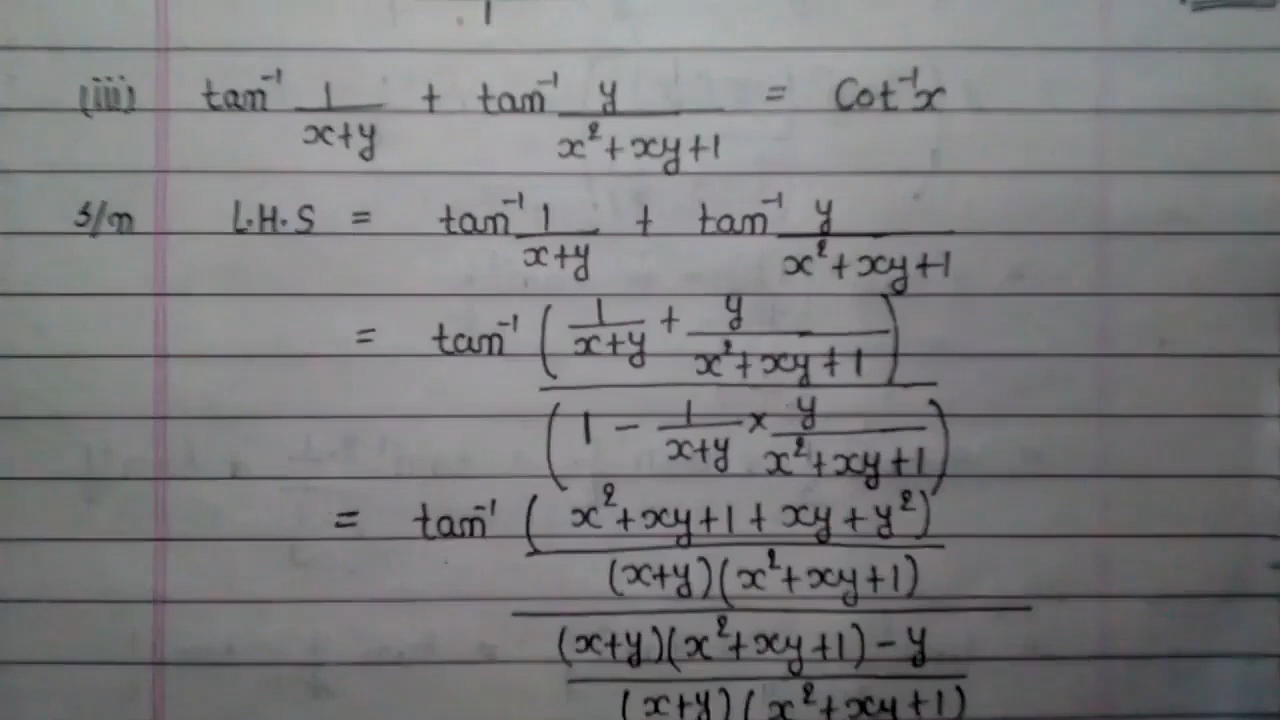 (iii) tan⁻¹ 1/(x+y) + tan⁻¹ y/(x²+xy+1) = Cot⁻¹x
s/n L.H.S = tan⁻¹ 1/(x+y) + tan⁻¹ y/(x²+xy+1)
= tan⁻¹ (1/(x+y) + y/(x²+xy+1)) / (1 - 1/(x+y) × y/(x²+xy+1))
= tan⁻¹ ((x²+xy+1+xy+y²) / (x+y)(x²+xy+1)) / (((x+y)(x²+xy+1)-y) / (x+y)(x²+xy+1))